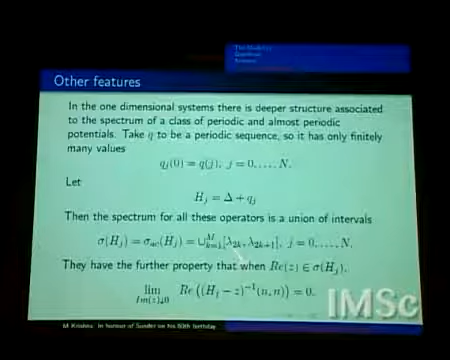 The Model(s)
Questions
Other features
In the one dimensional systems there is deeper structure associated
to the spectrum of a class of periodic and almost periodic
potentials. Take q to be a periodic sequence, so it has only finitely
many values
q_j(0) = q(j), j = 0, . . . , N.
Let
H_j = Δ + q_j
Then the spectrum for all these operators is a union of intervals
σ(H_j) = σ_ac(H_j) = ∪_{k=1}^{M}[λ_{2k}, λ_{2k+1}], j = 0, . . . , N.
They have the further property that when Re(z) ∈ σ(H_j),
lim_{Im(z)↓0} Re((H_j − z)^{-1}(n, n)) = 0.
IMSc
M Krishna. In honour of Sunder on his 60th birthday